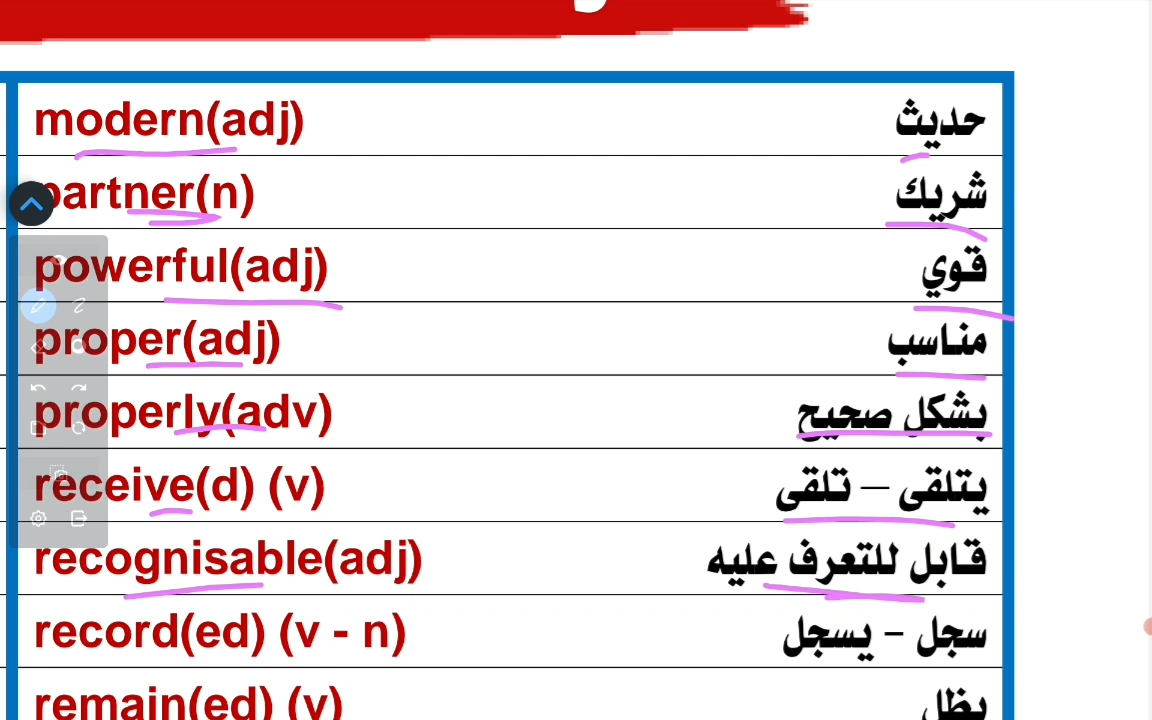 modern(adj) حديث
partner(n) شريك
powerful(adj) قوي
proper(adj) مناسب
properly(adv) بشكل صحيح
receive(d) (v) يتلقى – تلقى
recognisable(adj) قابل للتعرف عليه
record(ed) (v - n) سجل - يسجل
remain(ed) (v) يظل